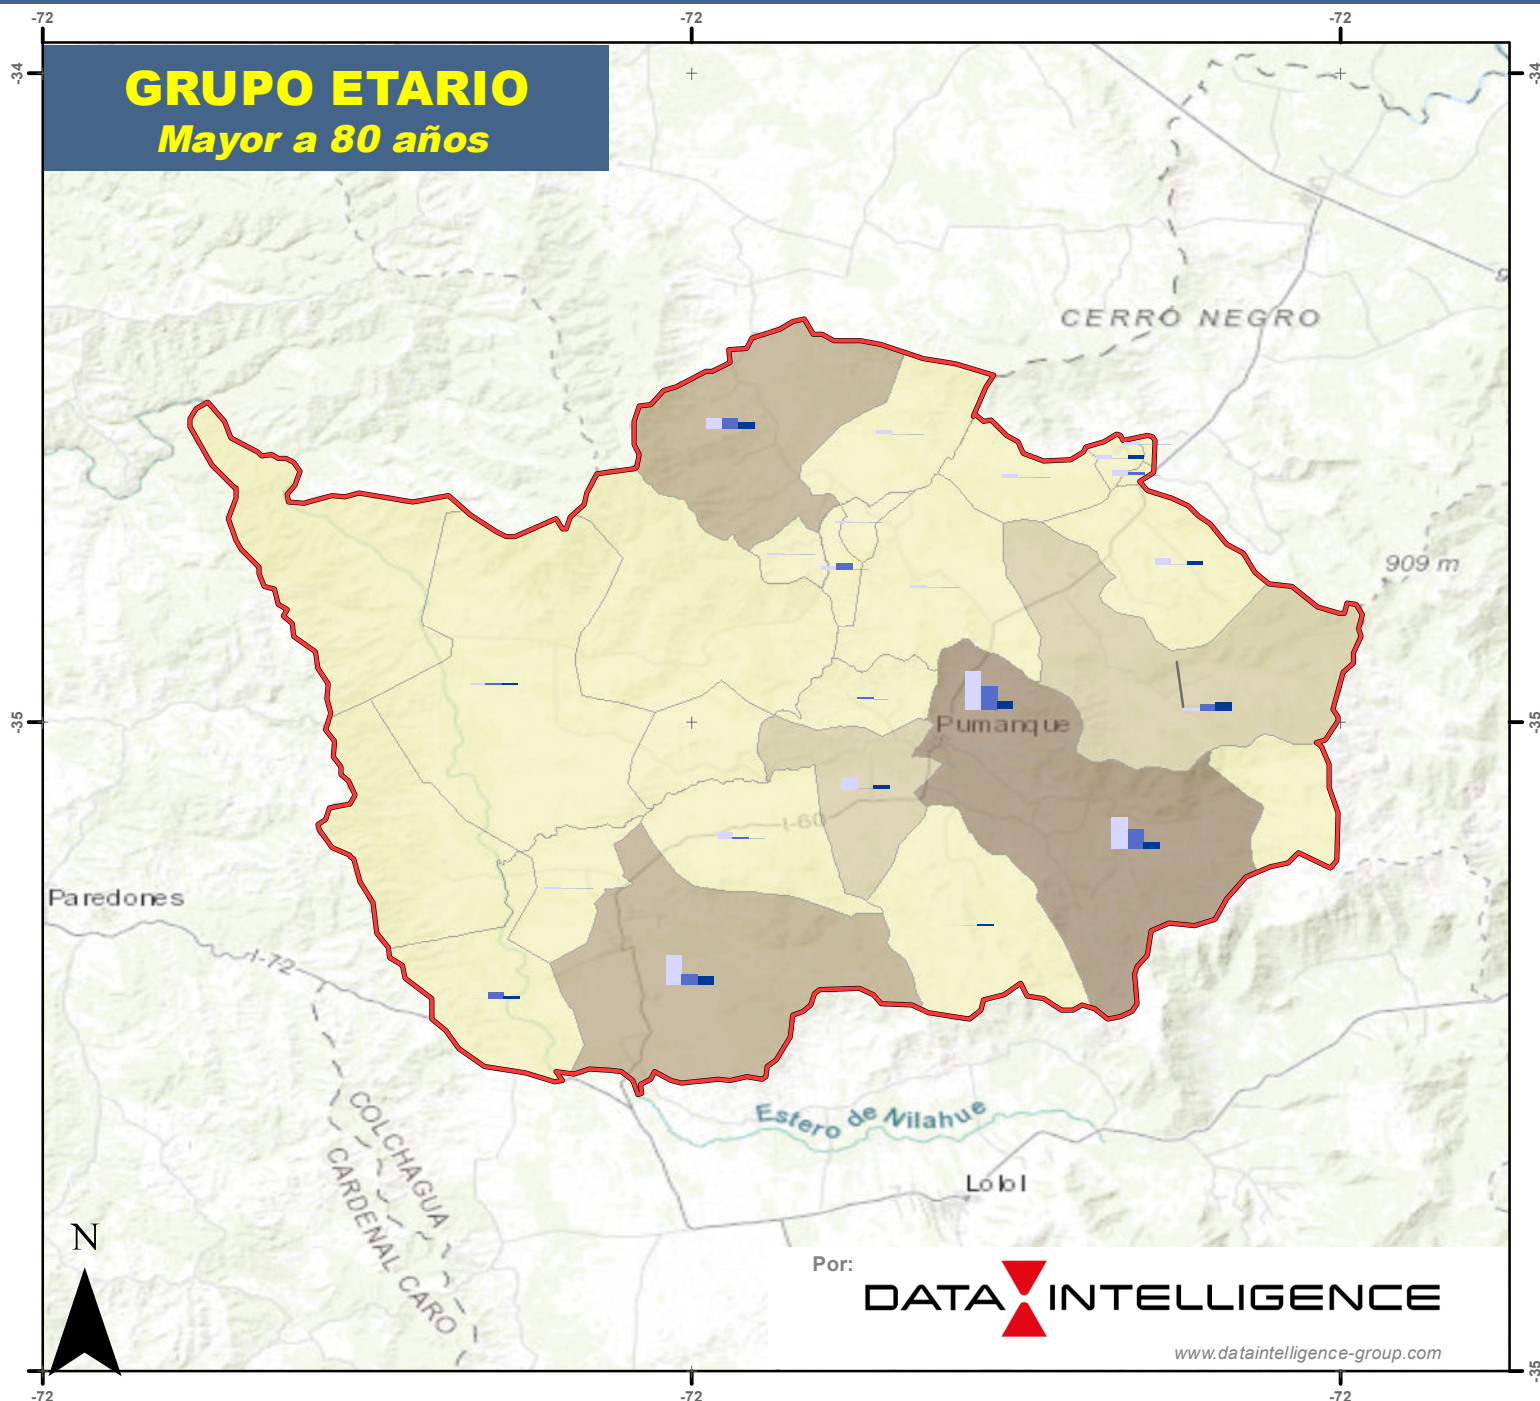 -72
-72
-72
-34
-34
GRUPO ETARIO
Mayor a 80 años
CERRO NEGRO
909 m
-35
-35
Pumanque
I-60
Paredones
I-72
Estero de Nilahue
COLCHAGUA
CARDENAL CARO
Lolol
N
Por:
DATA INTELLIGENCE
www.dataintelligence-group.com
-35
-72
-72
-72